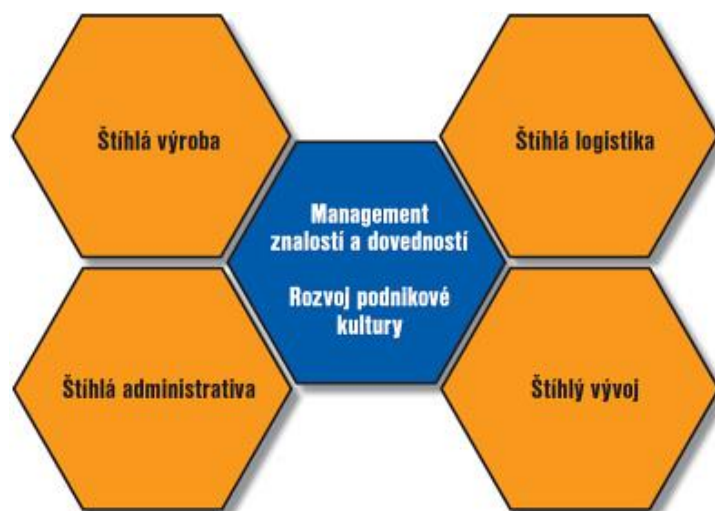 Štíhlá výroba
Štíhlá logistika
Management
znalostí a dovedností
Rozvoj podnikové
kultury
Štíhlá administrativa
Štíhlý vývoj